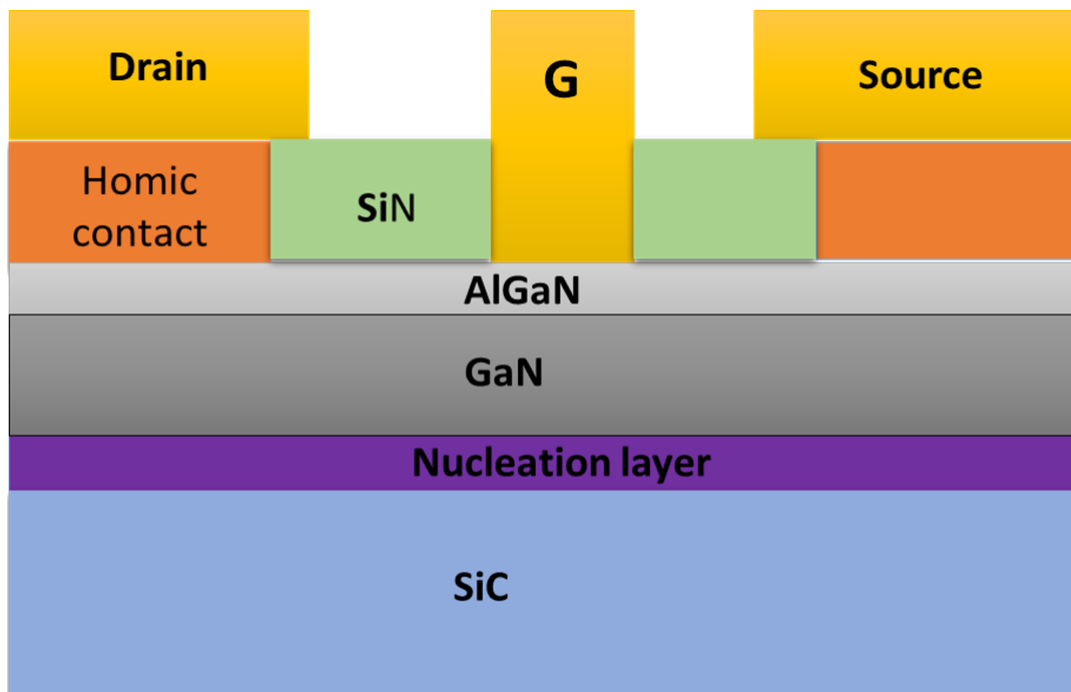 Drain
G
Source
Homic
contact
SiN
AlGaN
GaN
Nucleation layer
SiC